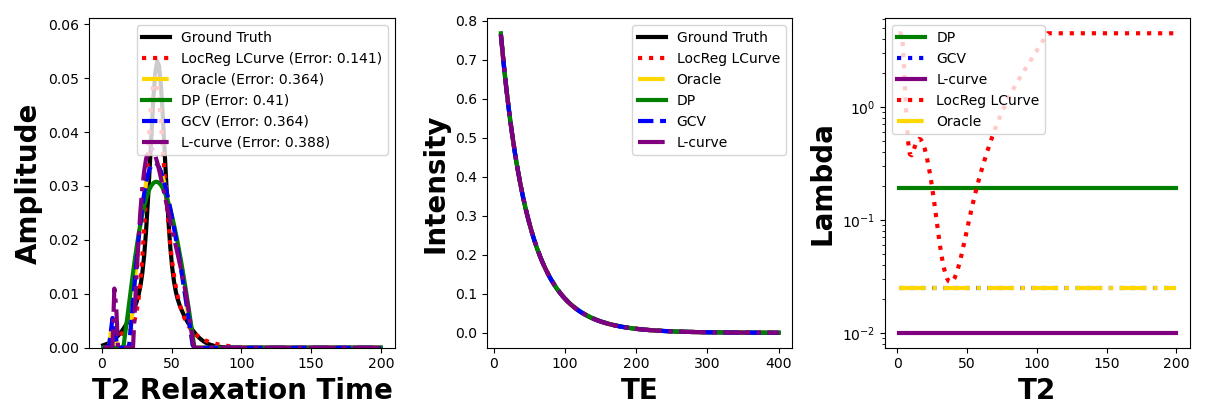 Amplitude
0.06
0.05
0.04
0.03
0.02
0.01
0.00
Ground Truth
LocReg LCurve (Error: 0.141)
Oracle (Error: 0.364)
DP (Error: 0.41)
GCV (Error: 0.364)
L-curve (Error: 0.388)
0 50 100 150 200
T2 Relaxation Time
Intensity
0.8
0.7
0.6
0.5
0.4
0.3
0.2
0.1
0.0
Ground Truth
LocReg LCurve
Oracle
DP
GCV
L-curve
0 100 200 300 400
TE
Lambda
10⁰
10⁻¹
10⁻²
DP
GCV
L-curve
LocReg LCurve
Oracle
0 50 100 150 200
T2